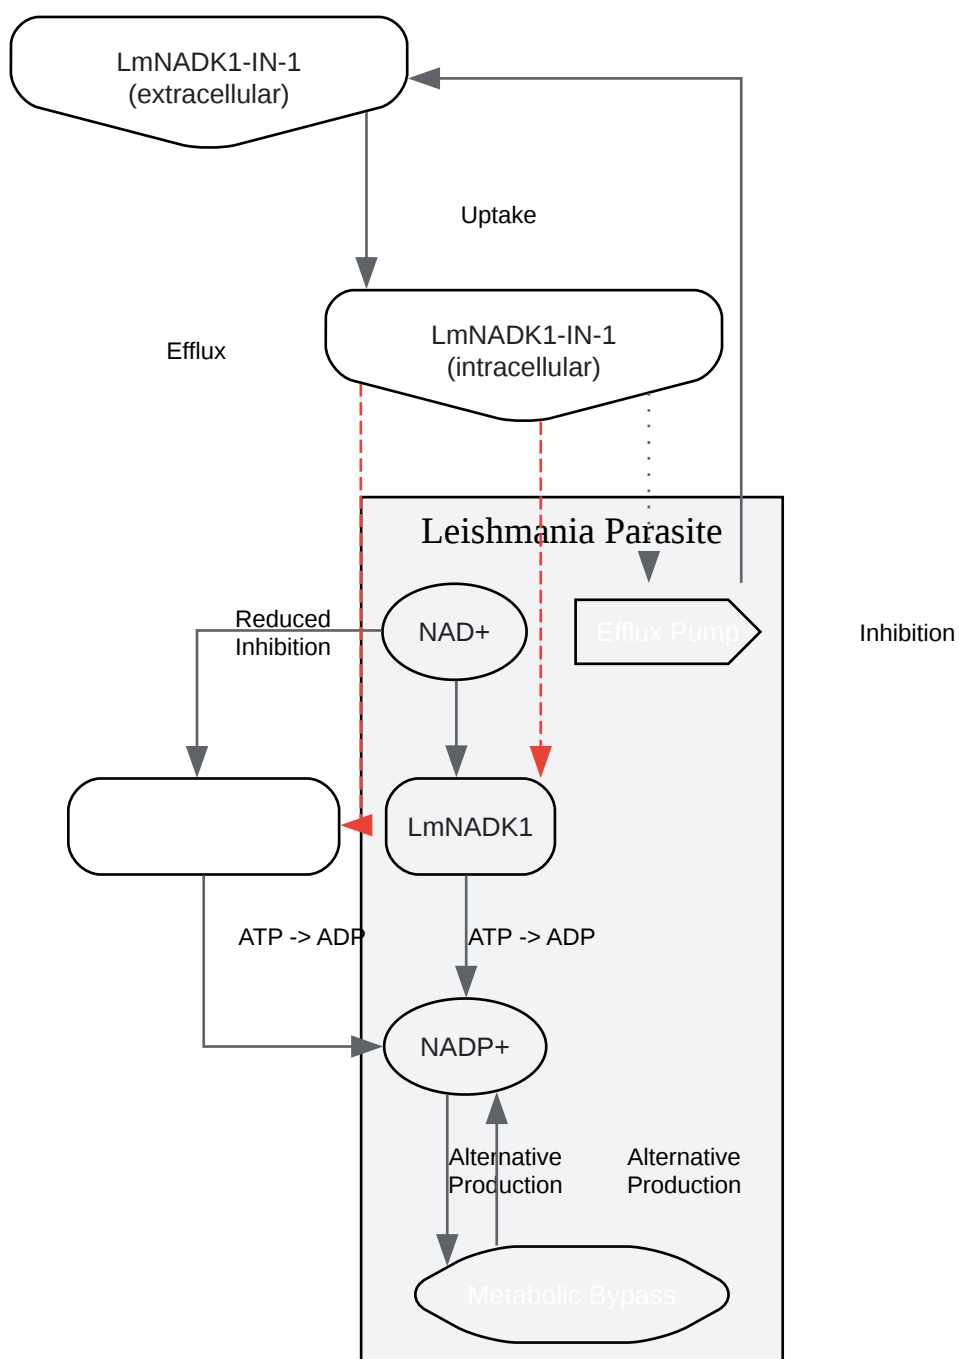 LmNADK1-IN-1
(extracellular)
Uptake
Efflux
LmNADK1-IN-1
(intracellular)
Leishmania Parasite
Reduced
Inhibition
NAD+
Efflux Pump
Inhibition
LmNADK1
ATP -> ADP
ATP -> ADP
NADP+
Alternative
Production
Alternative
Production
Metabolic Bypass